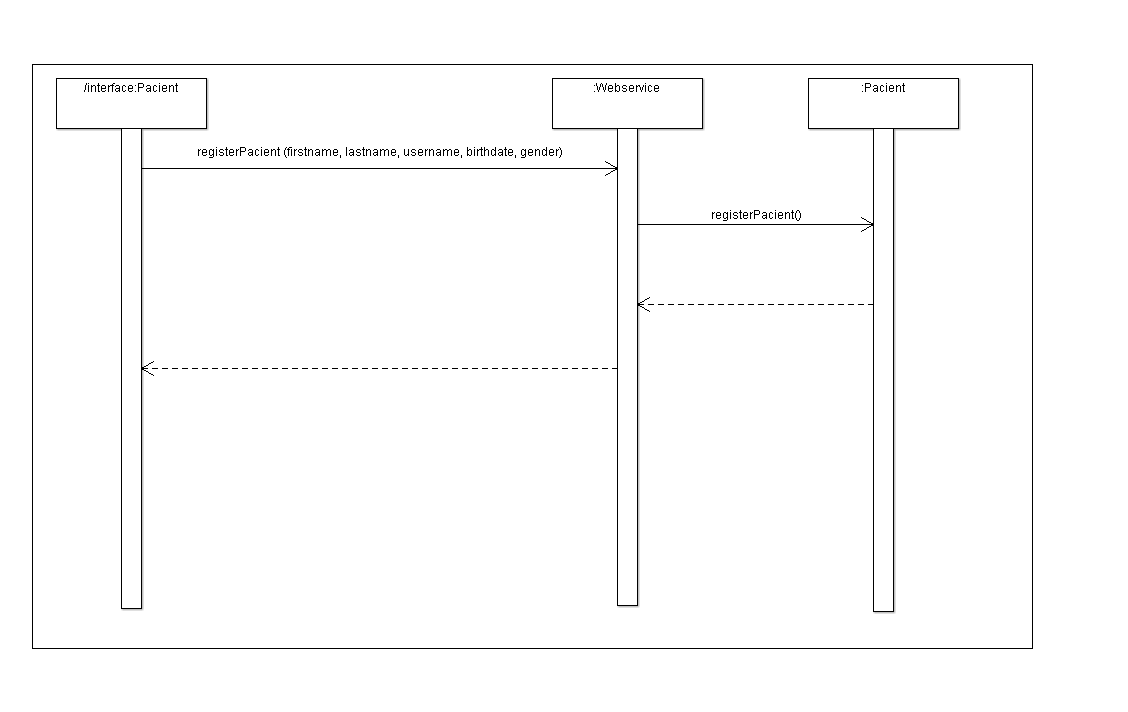 /interface:Pacient
:Webservice
:Pacient
registerPacient (firstname, lastname, username, birthdate, gender)
registerPacient()